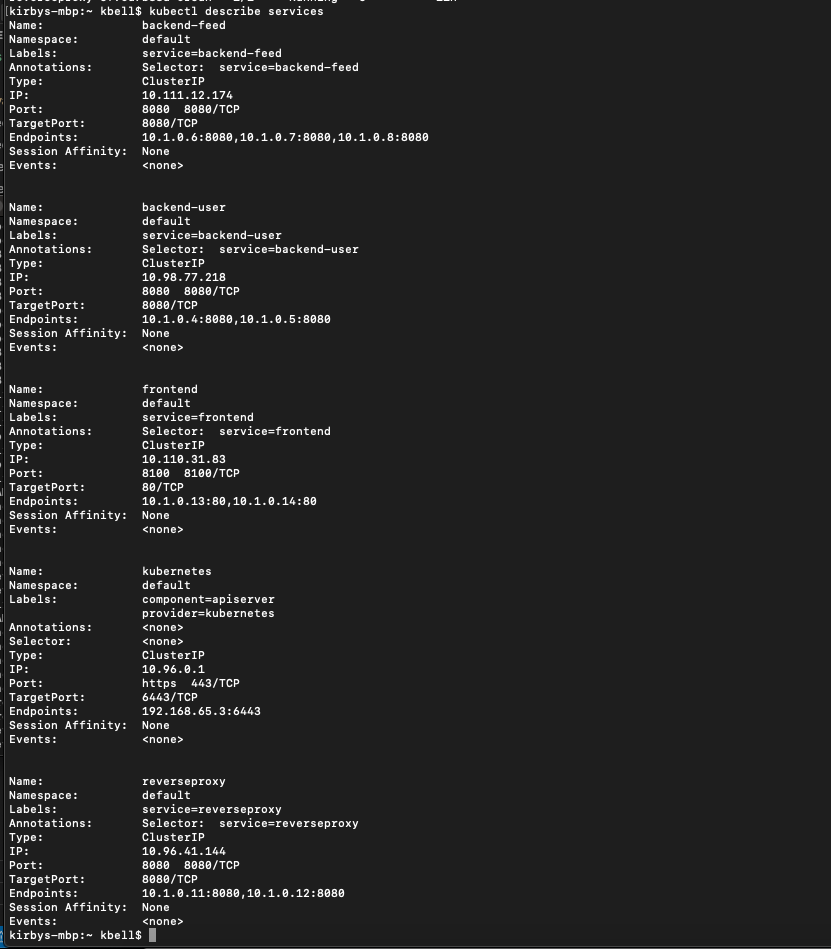 [kirbys-mbp:~ kbell$ kubectl describe services
Name: backend-feed
Namespace: default
Labels: service=backend-feed
Annotations: Selector:  service=backend-feed
Type: ClusterIP
IP: 10.111.12.174
Port: 8080  8080/TCP
TargetPort: 8080/TCP
Endpoints: 10.1.0.6:8080,10.1.0.7:8080,10.1.0.8:8080
Session Affinity: None
Events: <none>
Name: backend-user
Namespace: default
Labels: service=backend-user
Annotations: Selector:  service=backend-user
Type: ClusterIP
IP: 10.98.77.218
Port: 8080  8080/TCP
TargetPort: 8080/TCP
Endpoints: 10.1.0.4:8080,10.1.0.5:8080
Session Affinity: None
Events: <none>
Name: frontend
Namespace: default
Labels: service=frontend
Annotations: Selector:  service=frontend
Type: ClusterIP
IP: 10.110.31.83
Port: 8100  8100/TCP
TargetPort: 80/TCP
Endpoints: 10.1.0.13:80,10.1.0.14:80
Session Affinity: None
Events: <none>
Name: kubernetes
Namespace: default
Labels: component=apiserver
provider=kubernetes
Annotations: <none>
Selector: <none>
Type: ClusterIP
IP: 10.96.0.1
Port: https  443/TCP
TargetPort: 6443/TCP
Endpoints: 192.168.65.3:6443
Session Affinity: None
Events: <none>
Name: reverseproxy
Namespace: default
Labels: service=reverseproxy
Annotations: Selector:  service=reverseproxy
Type: ClusterIP
IP: 10.96.41.144
Port: 8080  8080/TCP
TargetPort: 8080/TCP
Endpoints: 10.1.0.11:8080,10.1.0.12:8080
Session Affinity: None
Events: <none>
kirbys-mbp:~ kbell$